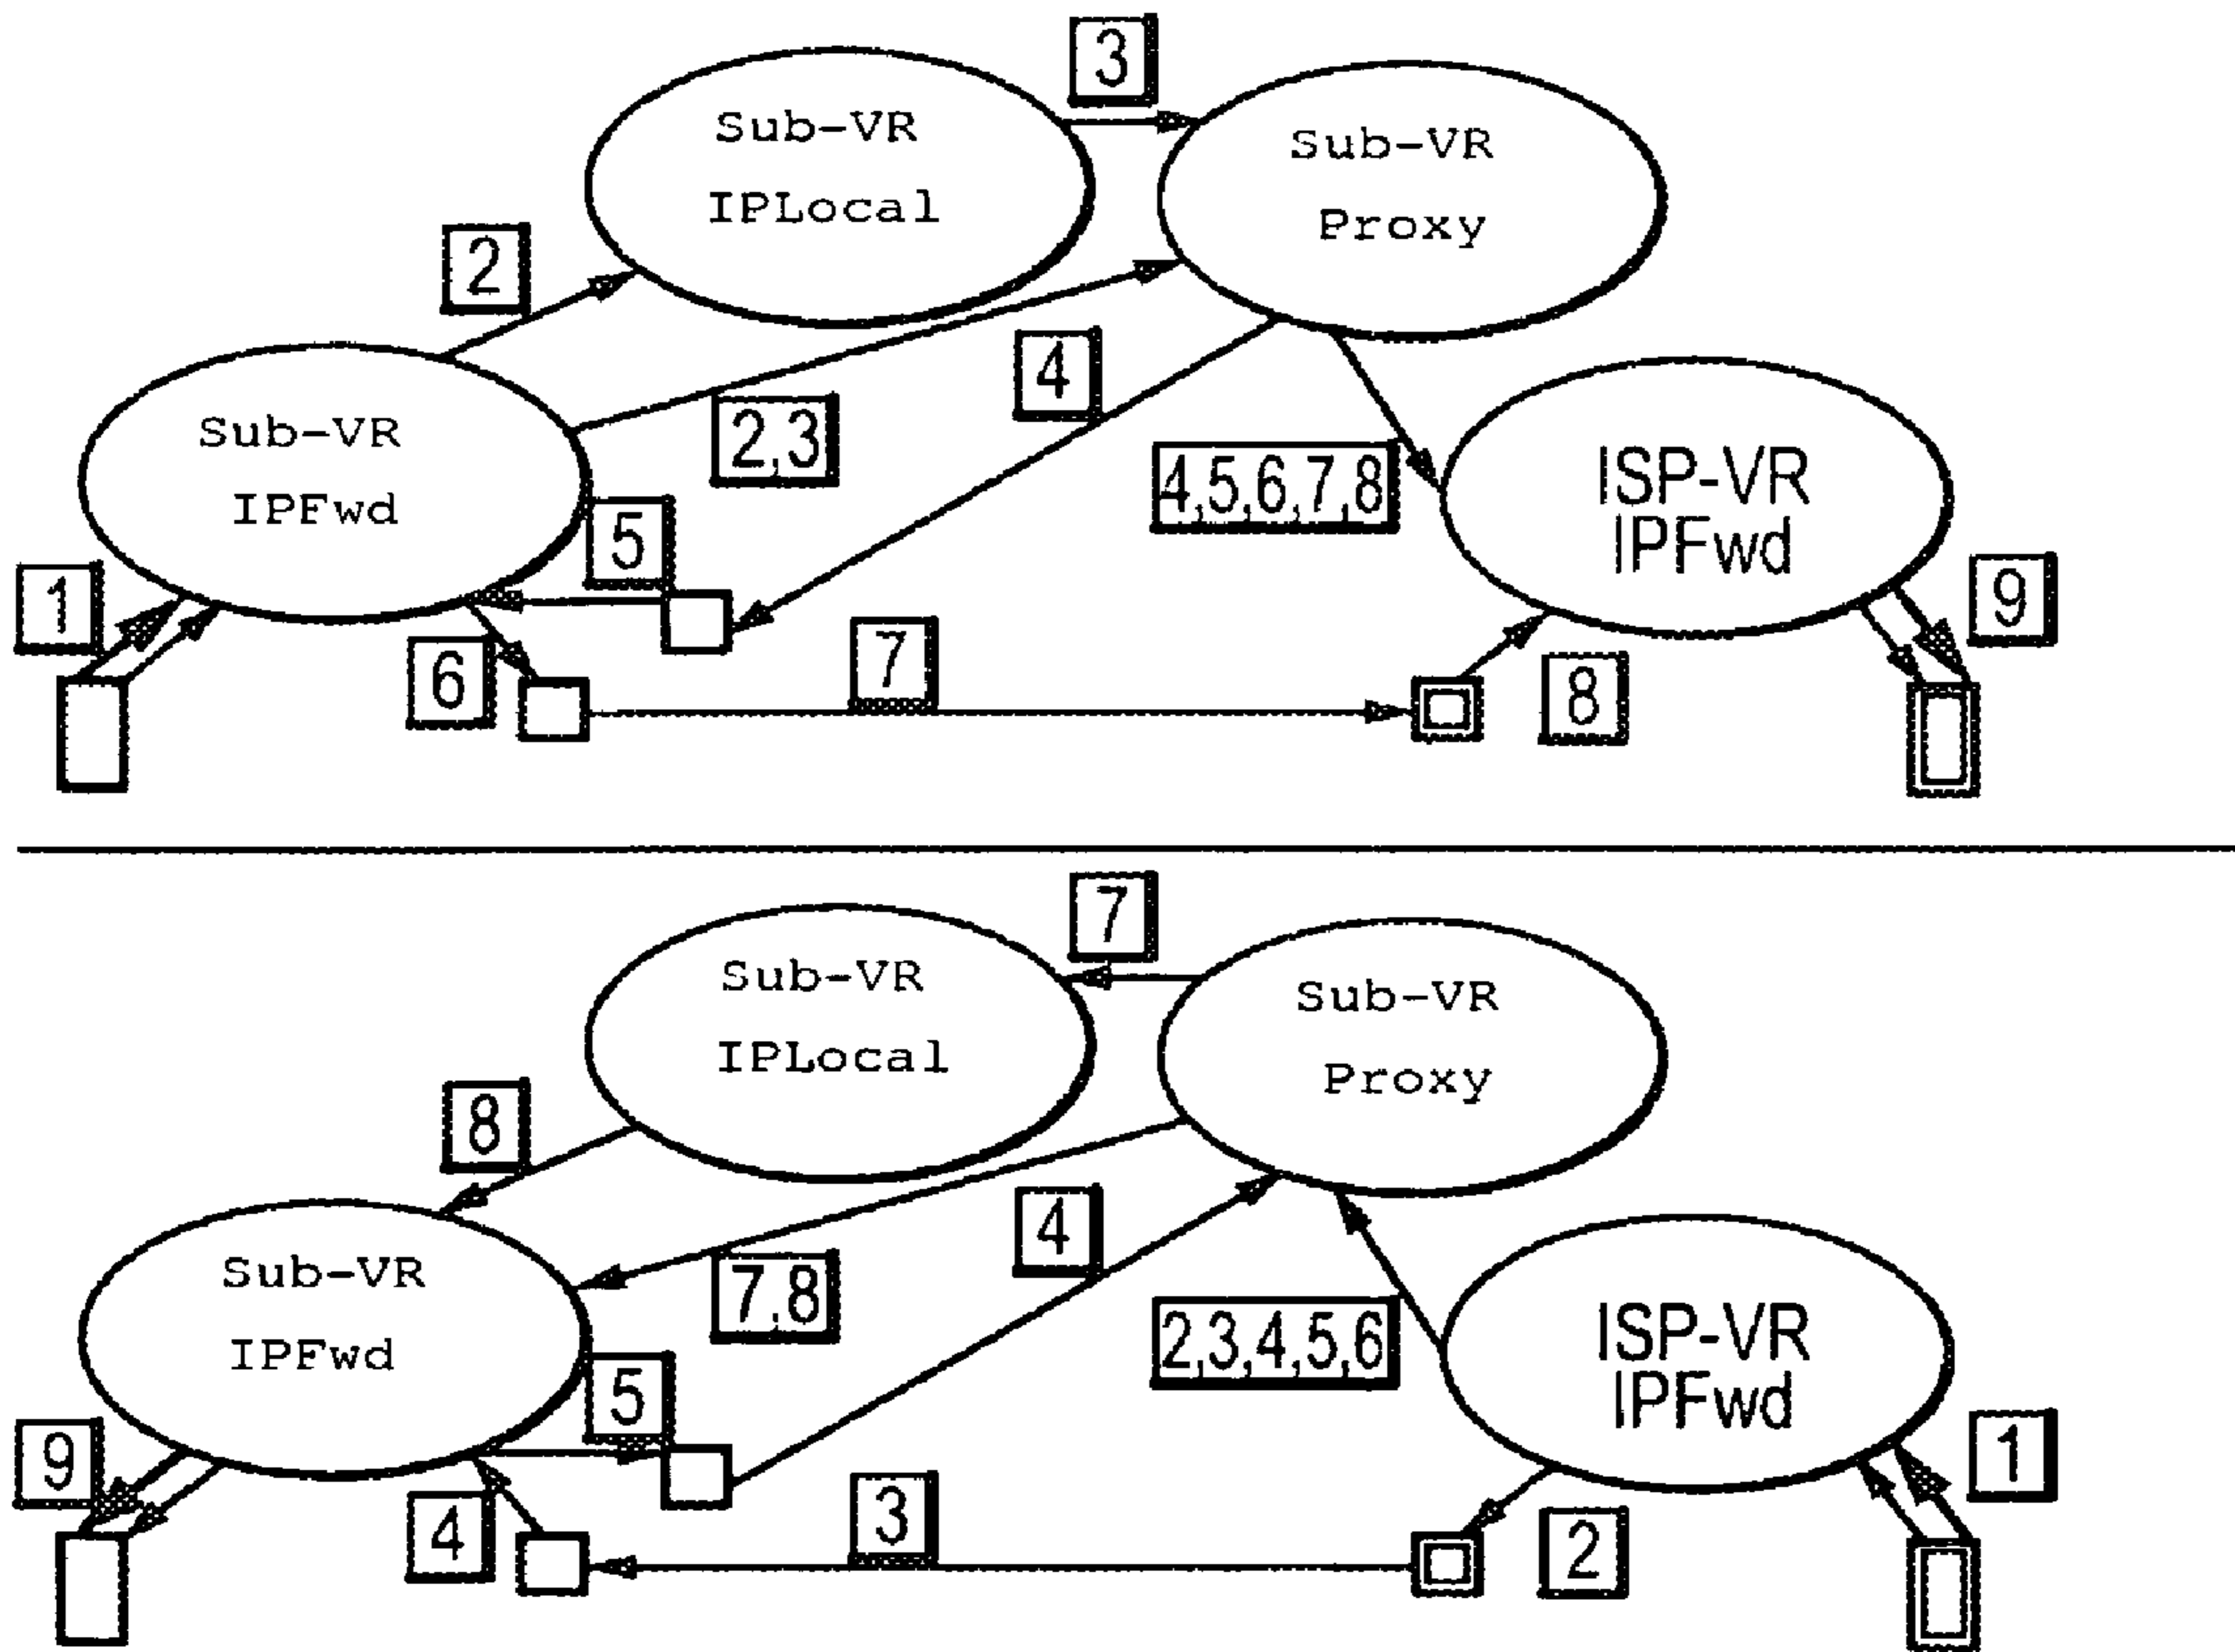 3
Sub-VR
IPLocal
Sub-VR
Proxy
2
4
2,3
Sub-VR
IPFwd
4,5,6,7,8
ISP-VR
IPFwd
5
1
9
6
7
8
7
Sub-VR
IPLocal
Sub-VR
Proxy
8
4
7,8
Sub-VR
IPFwd
2,3,4,5,6
ISP-VR
IPFwd
5
9
1
4
3
2